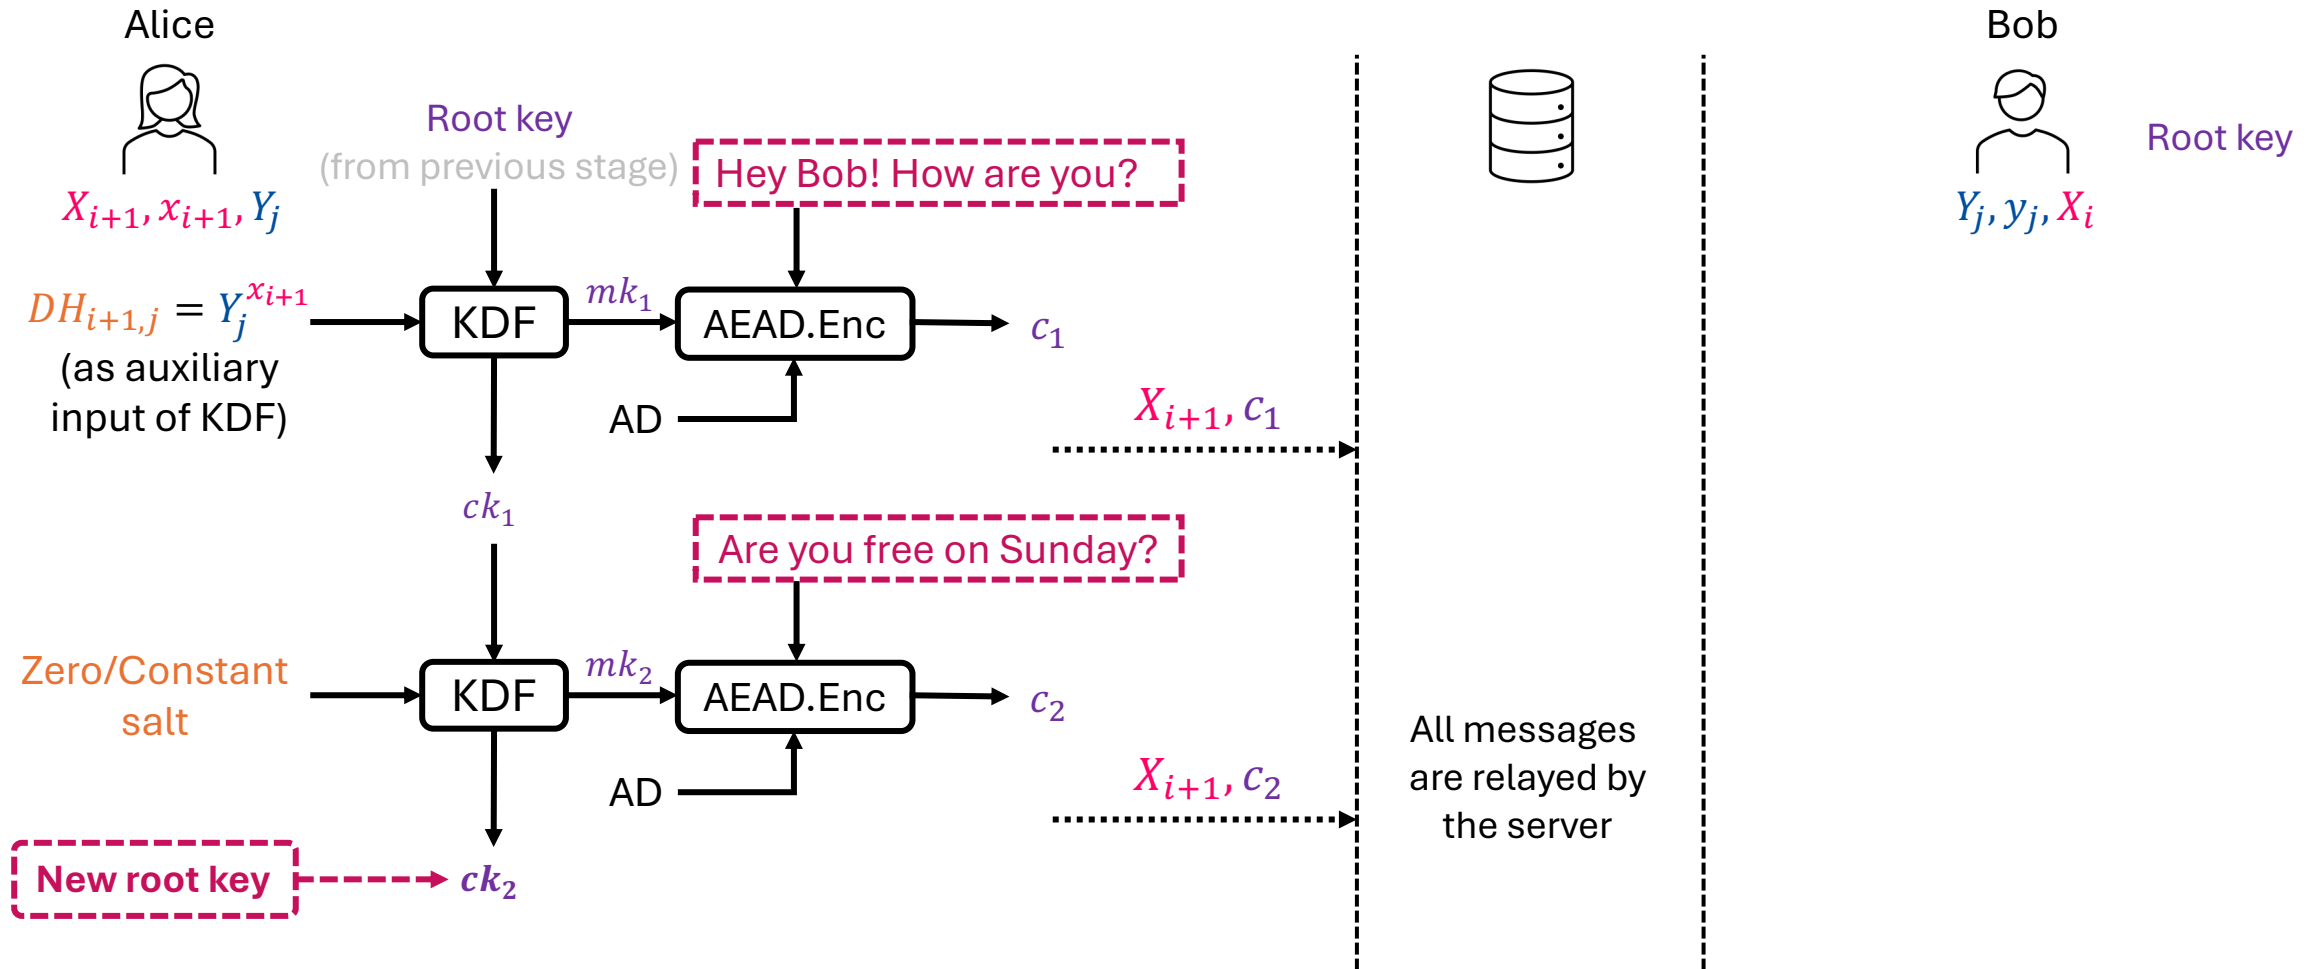 Alice
Bob
Root key
(from previous stage)
Hey Bob! How are you?
Root key
X_{i+1}, x_{i+1}, Y_j
Y_j, y_j, X_i
DH_{i+1,j} = Y_j^{x_{i+1}}
(as auxiliary
input of KDF)
KDF
mk_1
AEAD.Enc
c_1
AD
X_{i+1}, c_1
ck_1
Are you free on Sunday?
Zero/Constant
salt
KDF
mk_2
AEAD.Enc
c_2
AD
X_{i+1}, c_2
All messages
are relayed by
the server
New root key
ck_2